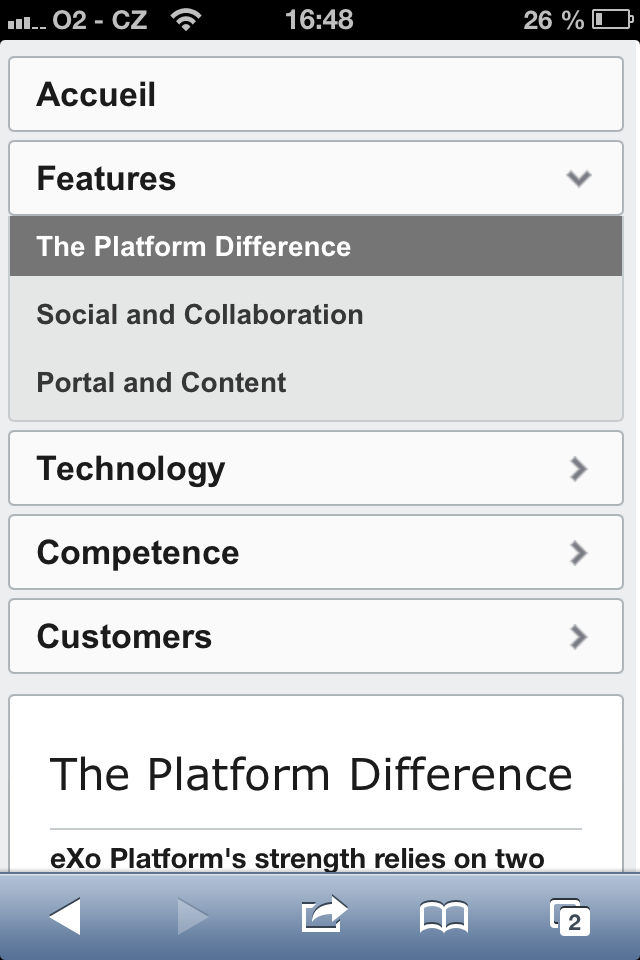 O2 - CZ 16:48 26 %
Accueil
Features
The Platform Difference
Social and Collaboration
Portal and Content
Technology
Competence
Customers
The Platform Difference
eXo Platform's strength relies on two
2